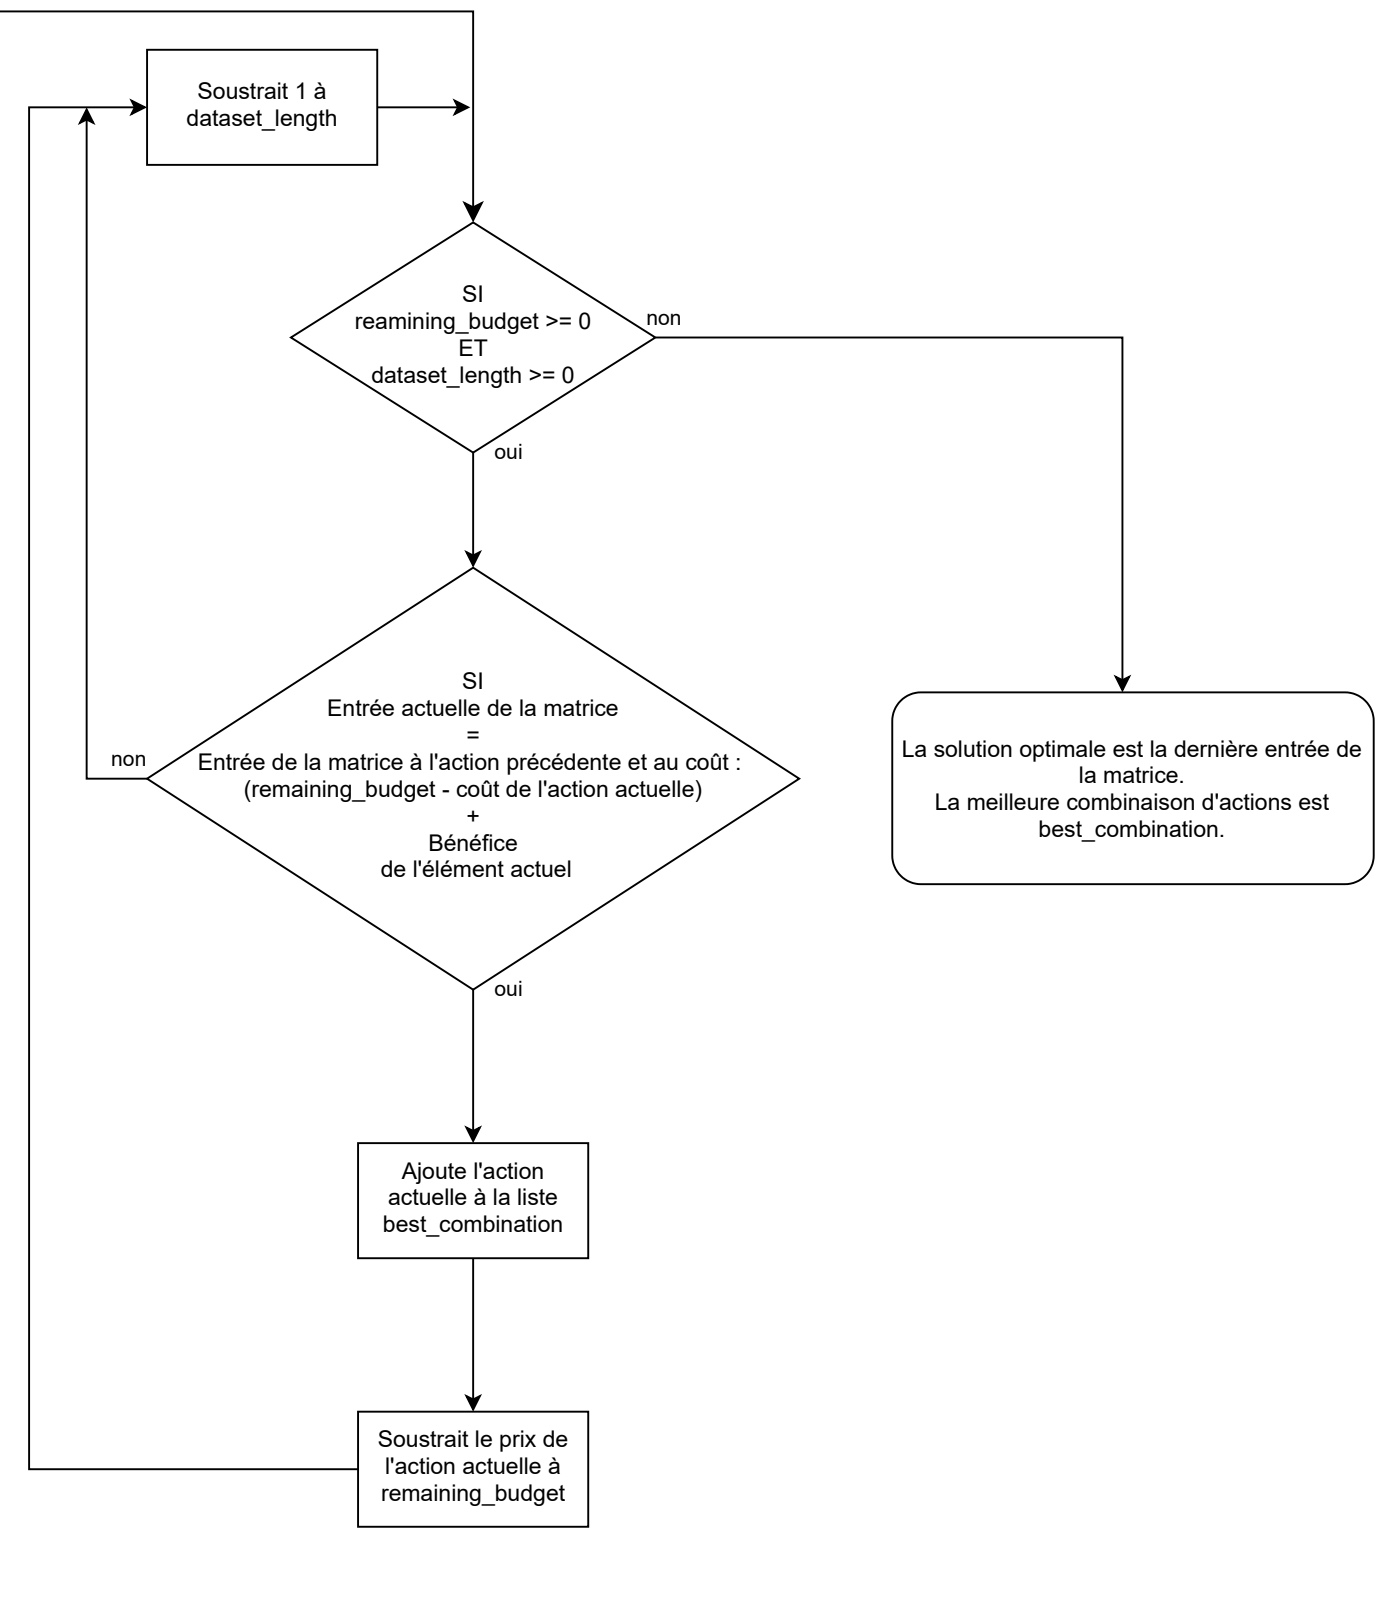 Soustrait 1 à
dataset_length
SI
reamining_budget >= 0
ET
dataset_length >= 0
non
oui
SI
Entrée actuelle de la matrice
=
Entrée de la matrice à l'action précédente et au coût :
(remaining_budget - coût de l'action actuelle)
+
Bénéfice
de l'élément actuel
non
oui
La solution optimale est la dernière entrée de
la matrice.
La meilleure combinaison d'actions est
best_combination.
Ajoute l'action
actuelle à la liste
best_combination
Soustrait le prix de
l'action actuelle à
remaining_budget